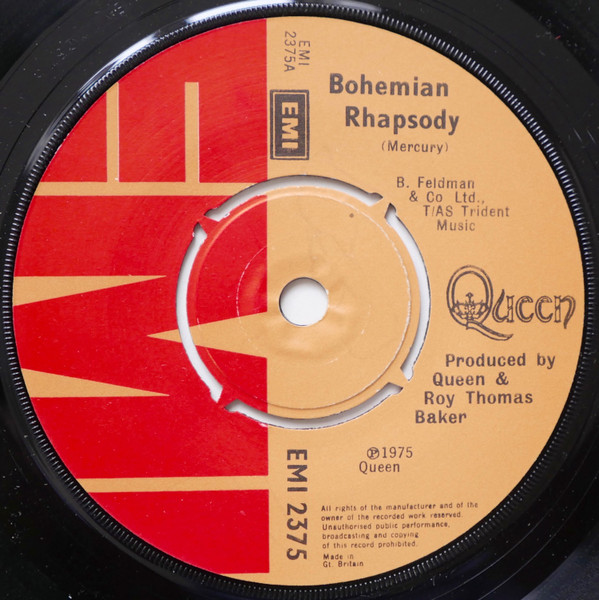 EMI
EMI
2375A
EMI
Bohemian
Rhapsody
(Mercury)
B. Feldman
& Co Ltd.,
T/AS Trident
Music
Queen
Produced by
Queen &
Roy Thomas
Baker
℗1975
Queen
EMI 2375
All rights of the manufacturer and of the
owner of the recorded work reserved.
Unauthorised public performance,
broadcasting and copying
of this record prohibited.
Made in
Gt. Britain